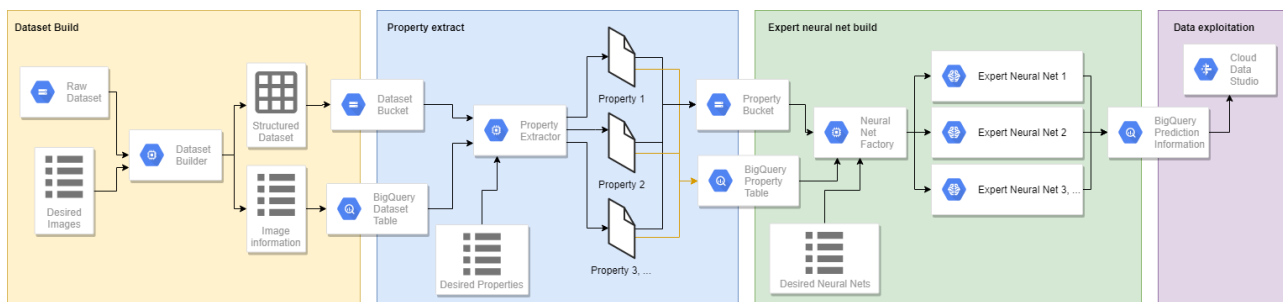 Dataset Build
Raw
Dataset
Desired
Images
Dataset
Builder
Structured
Dataset
Image
information
Dataset
Bucket
BigQuery
Dataset
Table
Property extract
Property
Extractor
Desired Properties
Property 1
Property 2
Property 3, ...
Property
Bucket
BigQuery
Property
Table
Expert neural net build
Neural
Net
Factory
Desired Neural Nets
Expert Neural Net 1
Expert Neural Net 2
Expert Neural Net 3, ...
BigQuery
Prediction
Information
Data exploitation
Cloud
Data
Studio